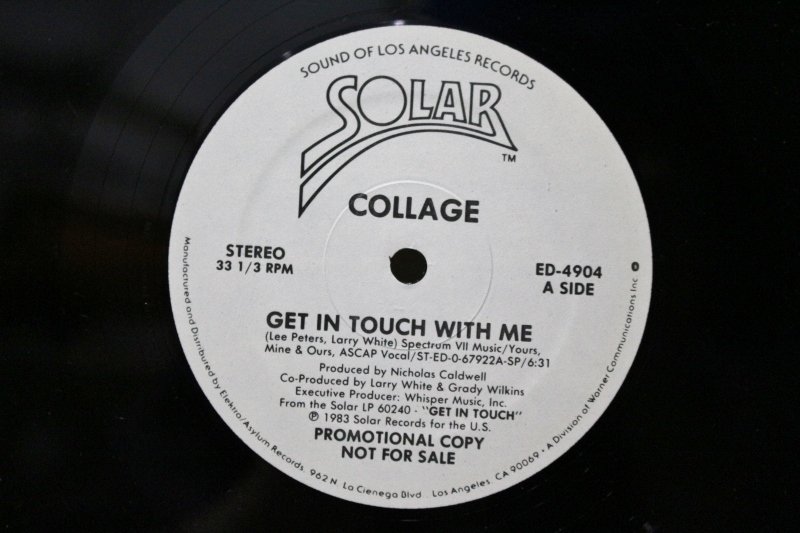 SOUND OF LOS ANGELES RECORDS
SOLAR
TM
COLLAGE
STEREO
33 1/3 RPM
ED-4904
A SIDE
GET IN TOUCH WITH ME
(Lee Peters, Larry White) Spectrum VII Music/Yours,
Mine & Ours, ASCAP Vocal/ST-ED-0-67922A-SP/6:31
Produced by Nicholas Caldwell
Co-Produced by Larry White & Grady Wilkins
Executive Producer: Whisper Music, Inc.
From the Solar LP 60240 - "GET IN TOUCH"
℗ 1983 Solar Records for the U.S.
PROMOTIONAL COPY
NOT FOR SALE
Manufactured and Distributed by Elektra/Asylum Records, 962 N. La Cienega Blvd., Los Angeles, CA 90069 • A Division of Warner Communications Inc.